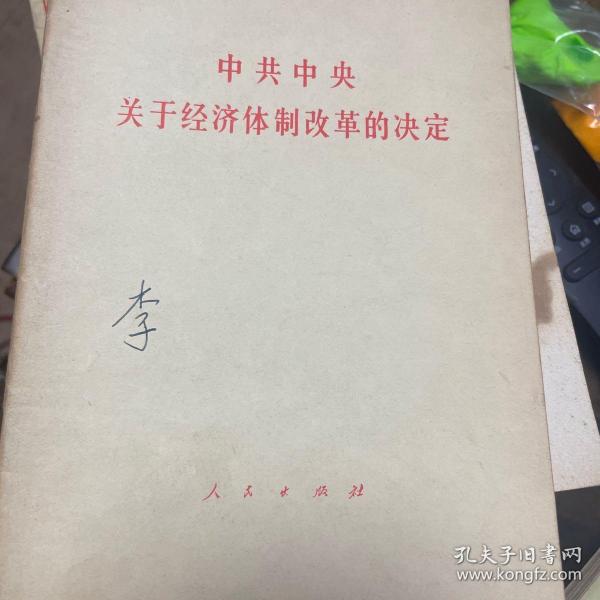 中共中央
关于经济体制改革的决定
李
人民出版社
孔夫子旧书网
www.kongfz.com